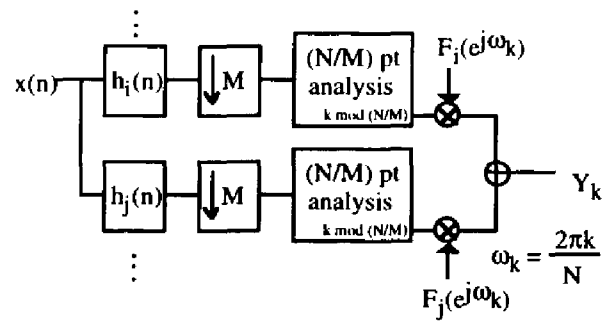 ⋮
x(n)
h_i(n)
↓ M
(N/M) pt
analysis
k mod (N/M)
F_i(e^{jω_k})
h_j(n)
↓ M
(N/M) pt
analysis
k mod (N/M)
F_j(e^{jω_k})
Y_k
ω_k = 2πk / N
⋮